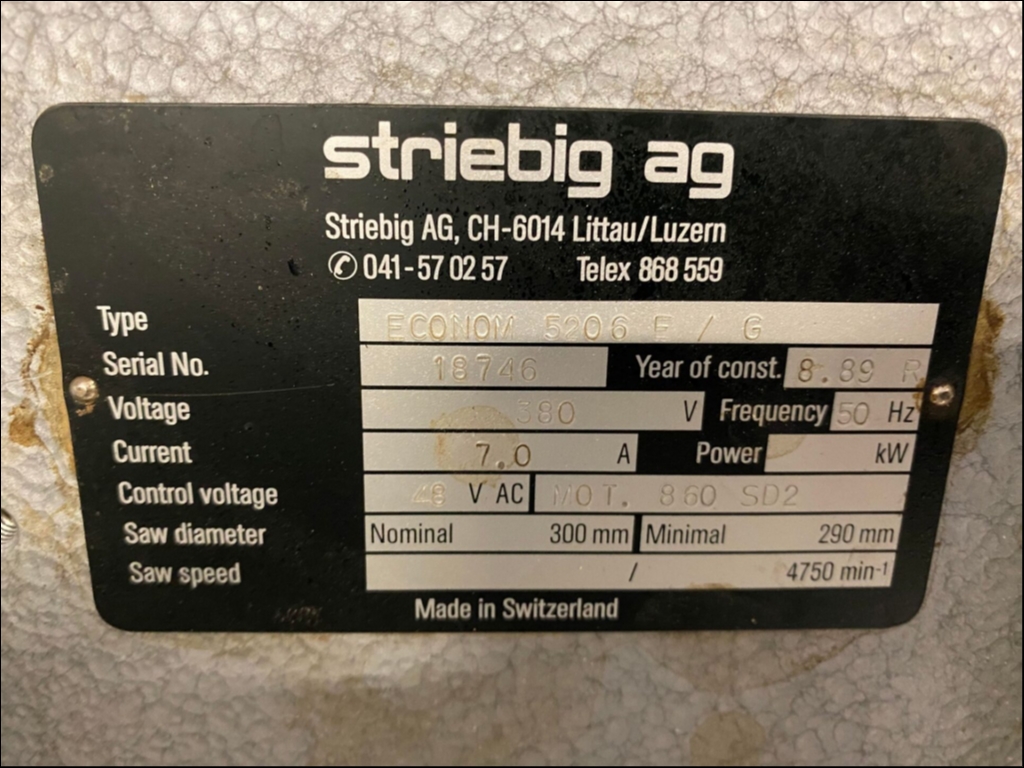 striebig ag
Striebig AG, CH-6014 Littau/Luzern
✆ 041-57 02 57 Telex 868 559
Type ECONOM 5206 E / G
Serial No. 18746 Year of const. 8.89 R
Voltage 380 V Frequency 50 Hz
Current 7.0 A Power kW
Control voltage 48 V AC MOT. 860 SD2
Saw diameter Nominal 300 mm Minimal 290 mm
Saw speed / 4750 min-1
Made in Switzerland